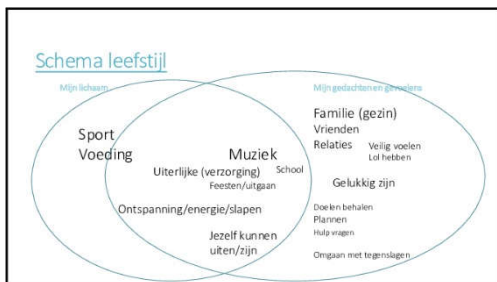 Schema leefstijl
Mijn lichaam
Mijn gedachten en gevoelens
Sport
Voeding
Muziek
Uiterlijke (verzorging)
School
Feesten/uitgaan
Ontspanning/energie/slapen
Jezelf kunnen
uiten/zijn
Familie (gezin)
Vrienden
Relaties
Veilig voelen
Lol hebben
Gelukkig zijn
Doelen behalen
Plannen
Hulp vragen
Omgaan met tegenslagen